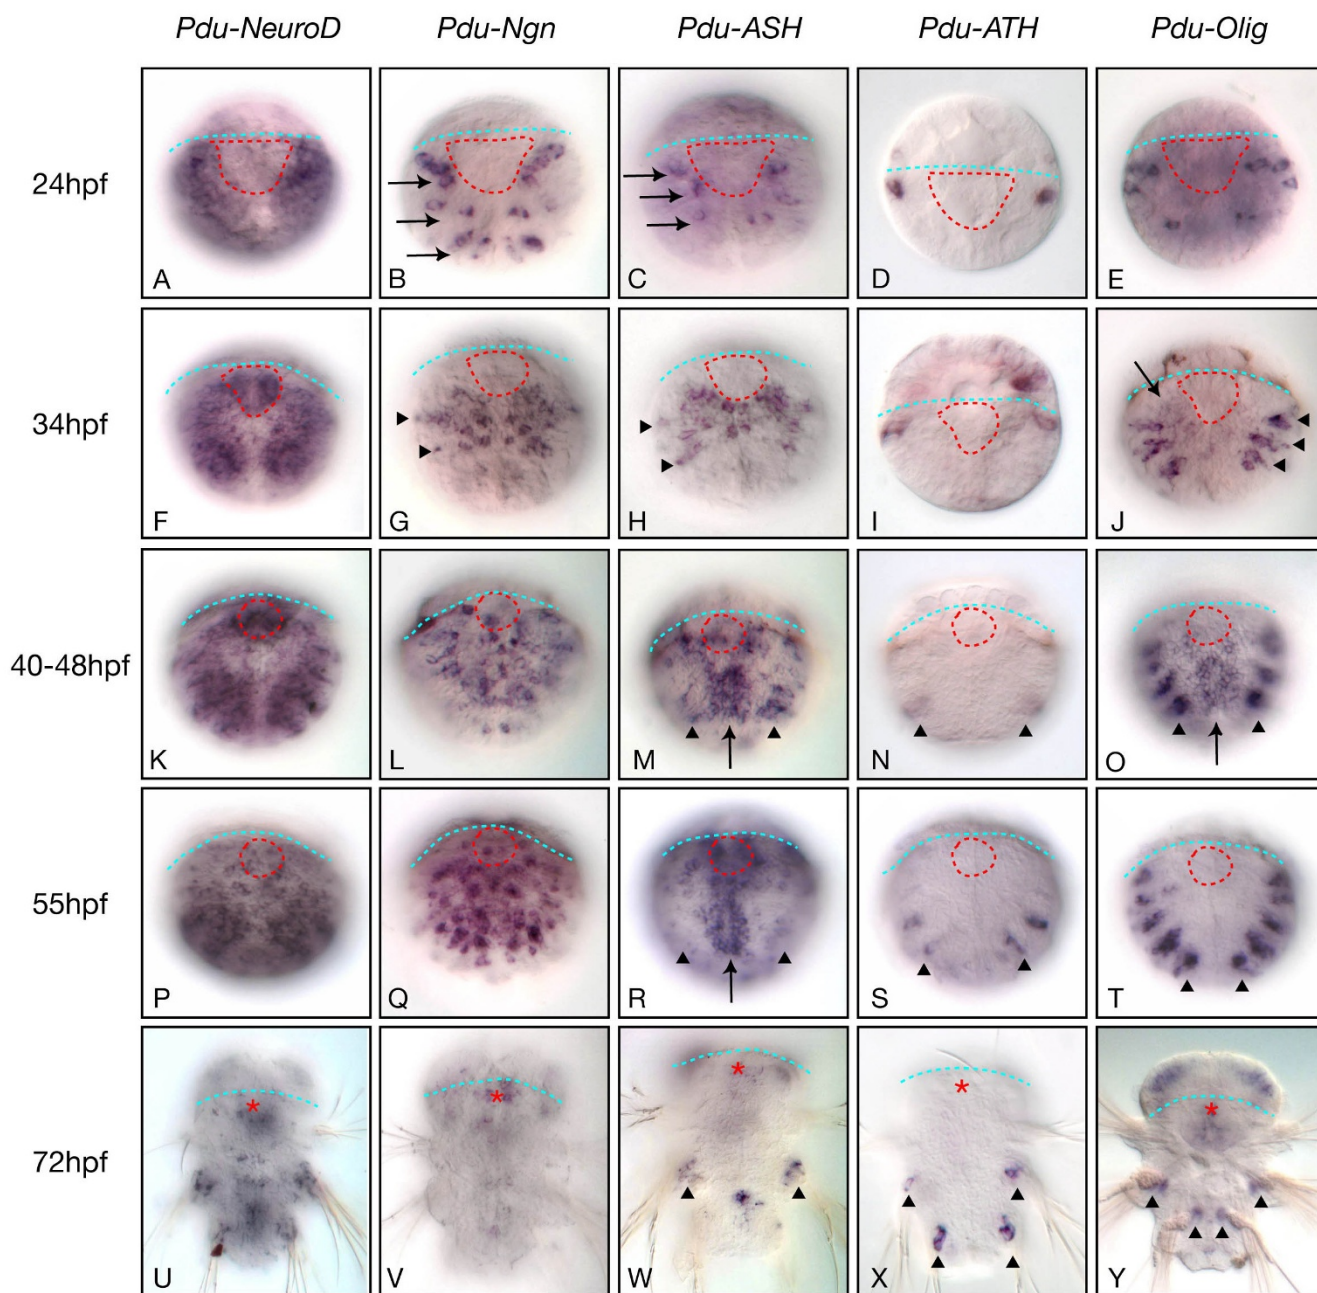 Pdu-NeuroD Pdu-Ngn Pdu-ASH Pdu-ATH Pdu-Olig
24hpf
A B C D E
34hpf
F G H I J
40-48hpf
K L M N O
55hpf
P Q R S T
72hpf
* * * * *
U V W X Y